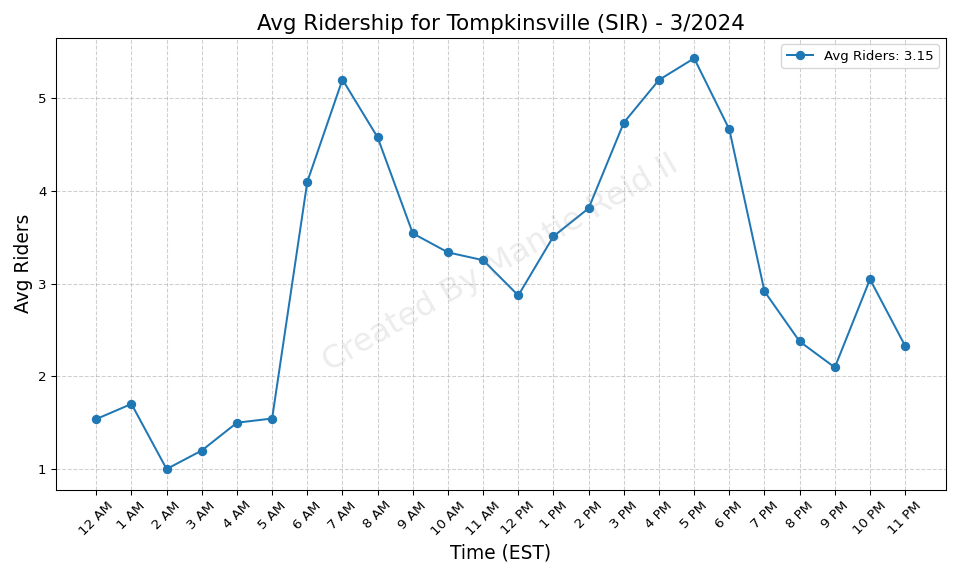 Avg Ridership for Tompkinsville (SIR) - 3/2024
Avg Riders: 3.15
Avg Riders
5
4
3
2
1
Created By Mantie Reid II
12 AM
1 AM
2 AM
3 AM
4 AM
5 AM
6 AM
7 AM
8 AM
9 AM
10 AM
11 AM
12 PM
1 PM
2 PM
3 PM
4 PM
5 PM
6 PM
7 PM
8 PM
9 PM
10 PM
11 PM
Time (EST)